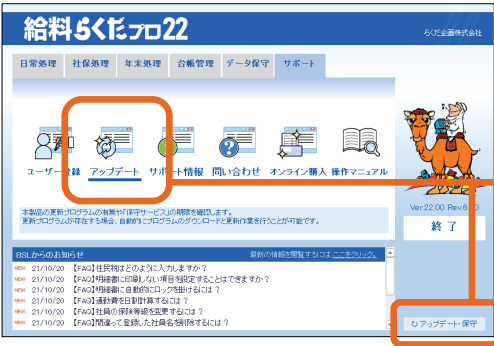 給料らくだプロ22
らくだ企画株式会社
日常処理 社保処理 年末処理 台帳管理 データ保守 サポート
ユーザー登録 アップデート サポート情報 問い合わせ オンライン購入 操作マニュアル
本製品の更新プログラムの有無や「保守サービス」の期限を確認します。
更新プログラムが存在する場合、自動的にプログラムのダウンロードと更新作業を行うことが可能です。
Ver.22.00 Rev.6.00
終了
BSLからのお知らせ 最新の情報を閲覧するには、ここをクリック。
NEW 21/10/20 【FAQ】住民税はどのように入力しますか?
NEW 21/10/20 【FAQ】明細書に印刷しない項目を設定することはできますか?
NEW 21/10/20 【FAQ】明細書に自動的にロックを掛けるには?
NEW 21/10/20 【FAQ】通勤費を日割計算するには?
NEW 21/10/20 【FAQ】社員の保険等級を変更するには?
NEW 21/10/20 【FAQ】間違って登録した社員名を削除するには?
アップデート・保守